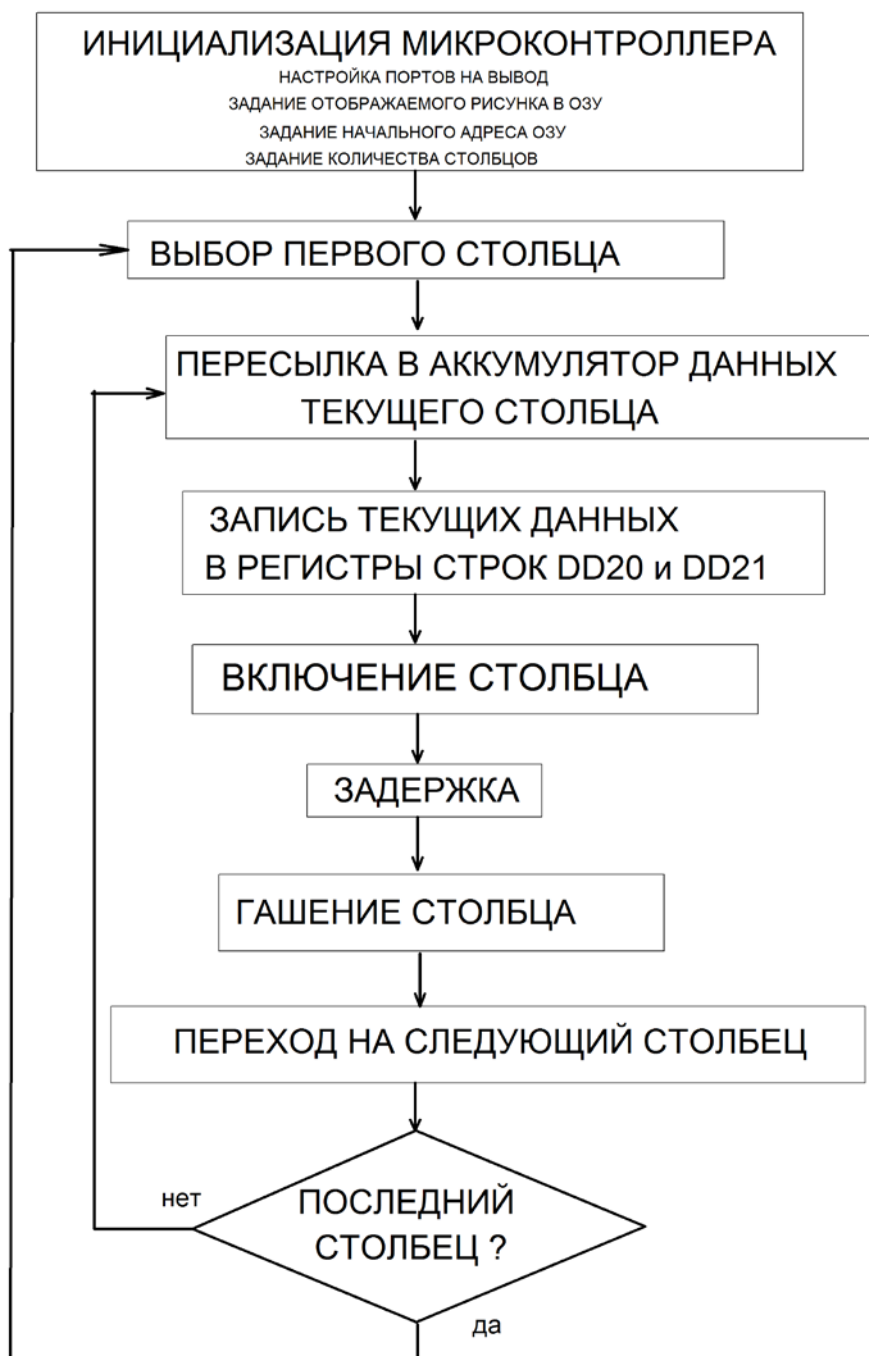 ИНИЦИАЛИЗАЦИЯ МИКРОКОНТРОЛЛЕРА
НАСТРОЙКА ПОРТОВ НА ВЫВОД
ЗАДАНИЕ ОТОБРАЖАЕМОГО РИСУНКА В ОЗУ
ЗАДАНИЕ НАЧАЛЬНОГО АДРЕСА ОЗУ
ЗАДАНИЕ КОЛИЧЕСТВА СТОЛБЦОВ
ВЫБОР ПЕРВОГО СТОЛБЦА
ПЕРЕСЫЛКА В АККУМУЛЯТОР ДАННЫХ
ТЕКУЩЕГО СТОЛБЦА
ЗАПИСЬ ТЕКУЩИХ ДАННЫХ
В РЕГИСТРЫ СТРОК DD20 и DD21
ВКЛЮЧЕНИЕ СТОЛБЦА
ЗАДЕРЖКА
ГАШЕНИЕ СТОЛБЦА
ПЕРЕХОД НА СЛЕДУЮЩИЙ СТОЛБЕЦ
нет
ПОСЛЕДНИЙ
СТОЛБЕЦ ?
да